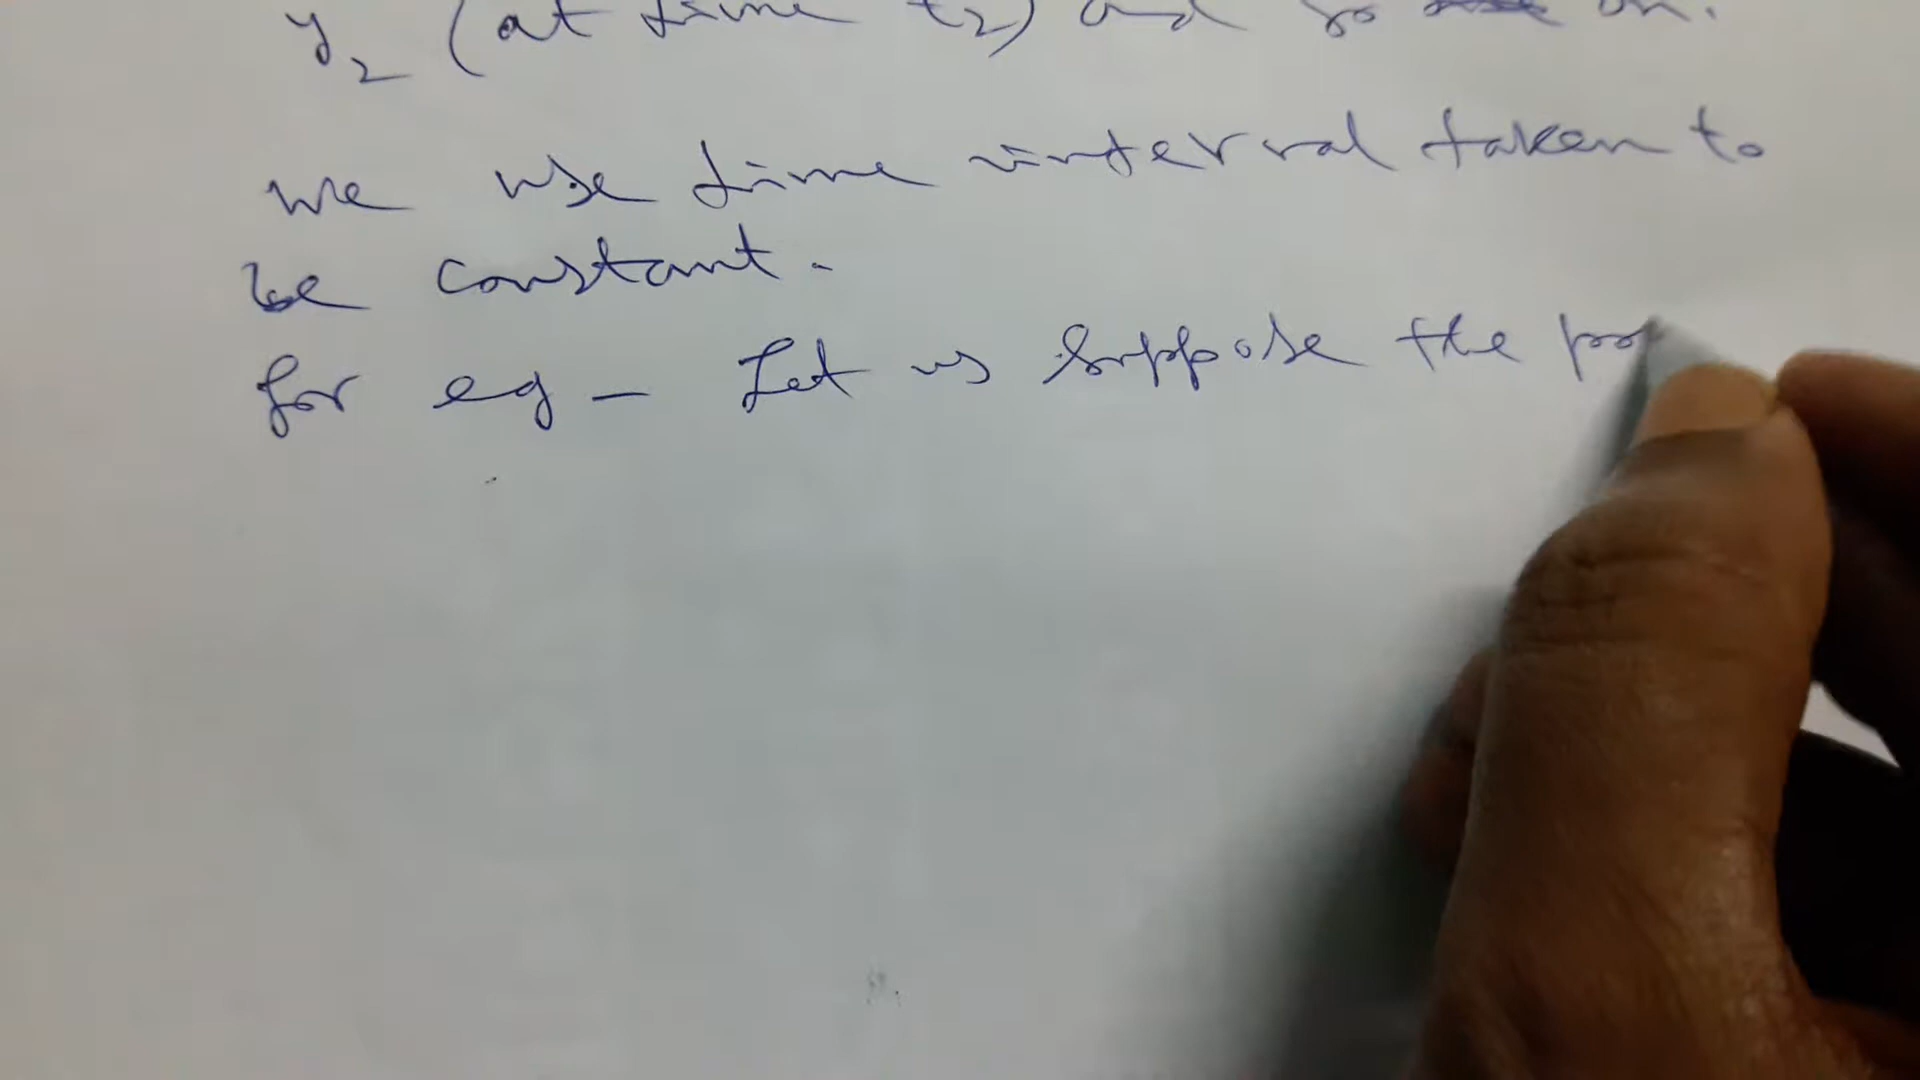 y₂ (at time t₂) and so on.
We use time interval taken to
be constant.
for eg - Let us suppose the